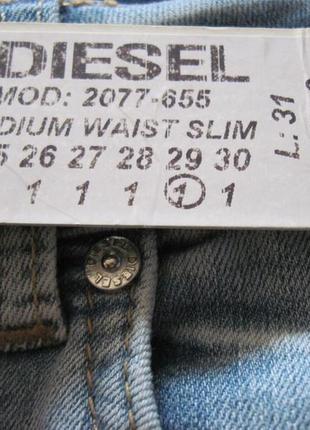 DIESEL
MOD: 2077-655
DIUM WAIST SLIM
5 26 27 28 29 30
1 1 1 1 1
L: 31
DIESEL